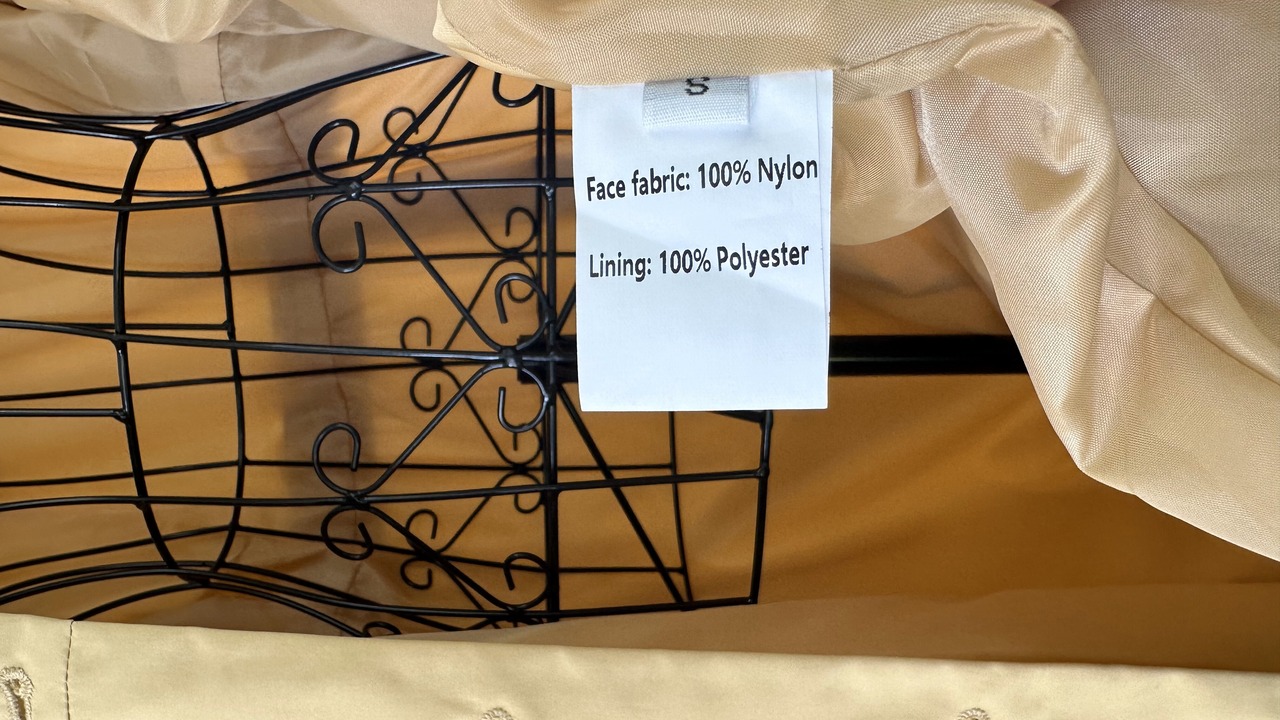 S
Face fabric: 100% Nylon
Lining: 100% Polyester